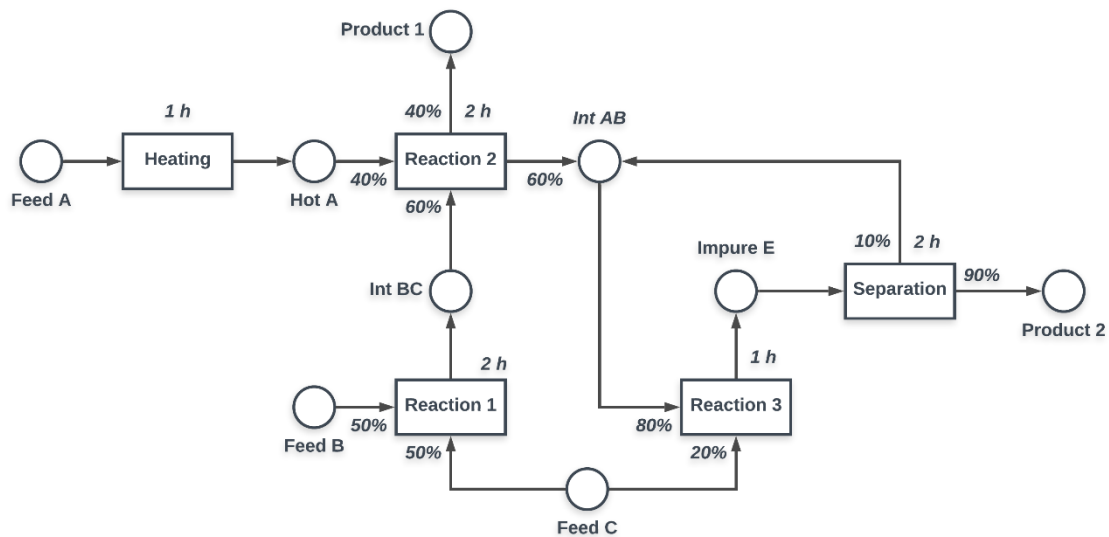 Product 1
1 h
40%
2 h
Int AB
Heating
Reaction 2
Feed A
Hot A
40%
60%
60%
10%
2 h
Impure E
Int BC
Separation
90%
Product 2
2 h
1 h
Reaction 1
Reaction 3
Feed B
50%
80%
50%
20%
Feed C